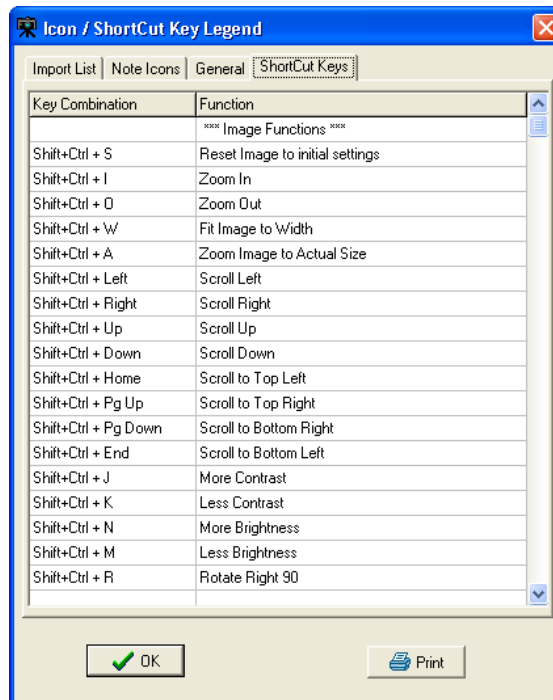 Icon / ShortCut Key Legend
Import List Note Icons General ShortCut Keys
Key Combination Function
*** Image Functions ***
Shift+Ctrl + S Reset Image to initial settings
Shift+Ctrl + I Zoom In
Shift+Ctrl + O Zoom Out
Shift+Ctrl + W Fit Image to Width
Shift+Ctrl + A Zoom Image to Actual Size
Shift+Ctrl + Left Scroll Left
Shift+Ctrl + Right Scroll Right
Shift+Ctrl + Up Scroll Up
Shift+Ctrl + Down Scroll Down
Shift+Ctrl + Home Scroll to Top Left
Shift+Ctrl + Pg Up Scroll to Top Right
Shift+Ctrl + Pg Down Scroll to Bottom Right
Shift+Ctrl + End Scroll to Bottom Left
Shift+Ctrl + J More Contrast
Shift+Ctrl + K Less Contrast
Shift+Ctrl + N More Brightness
Shift+Ctrl + M Less Brightness
Shift+Ctrl + R Rotate Right 90
OK Print